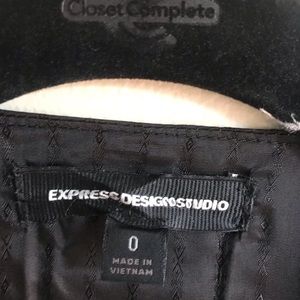 Closet Complete
EXPRESS DESIGN STUDIO
0
MADE IN
VIETNAM